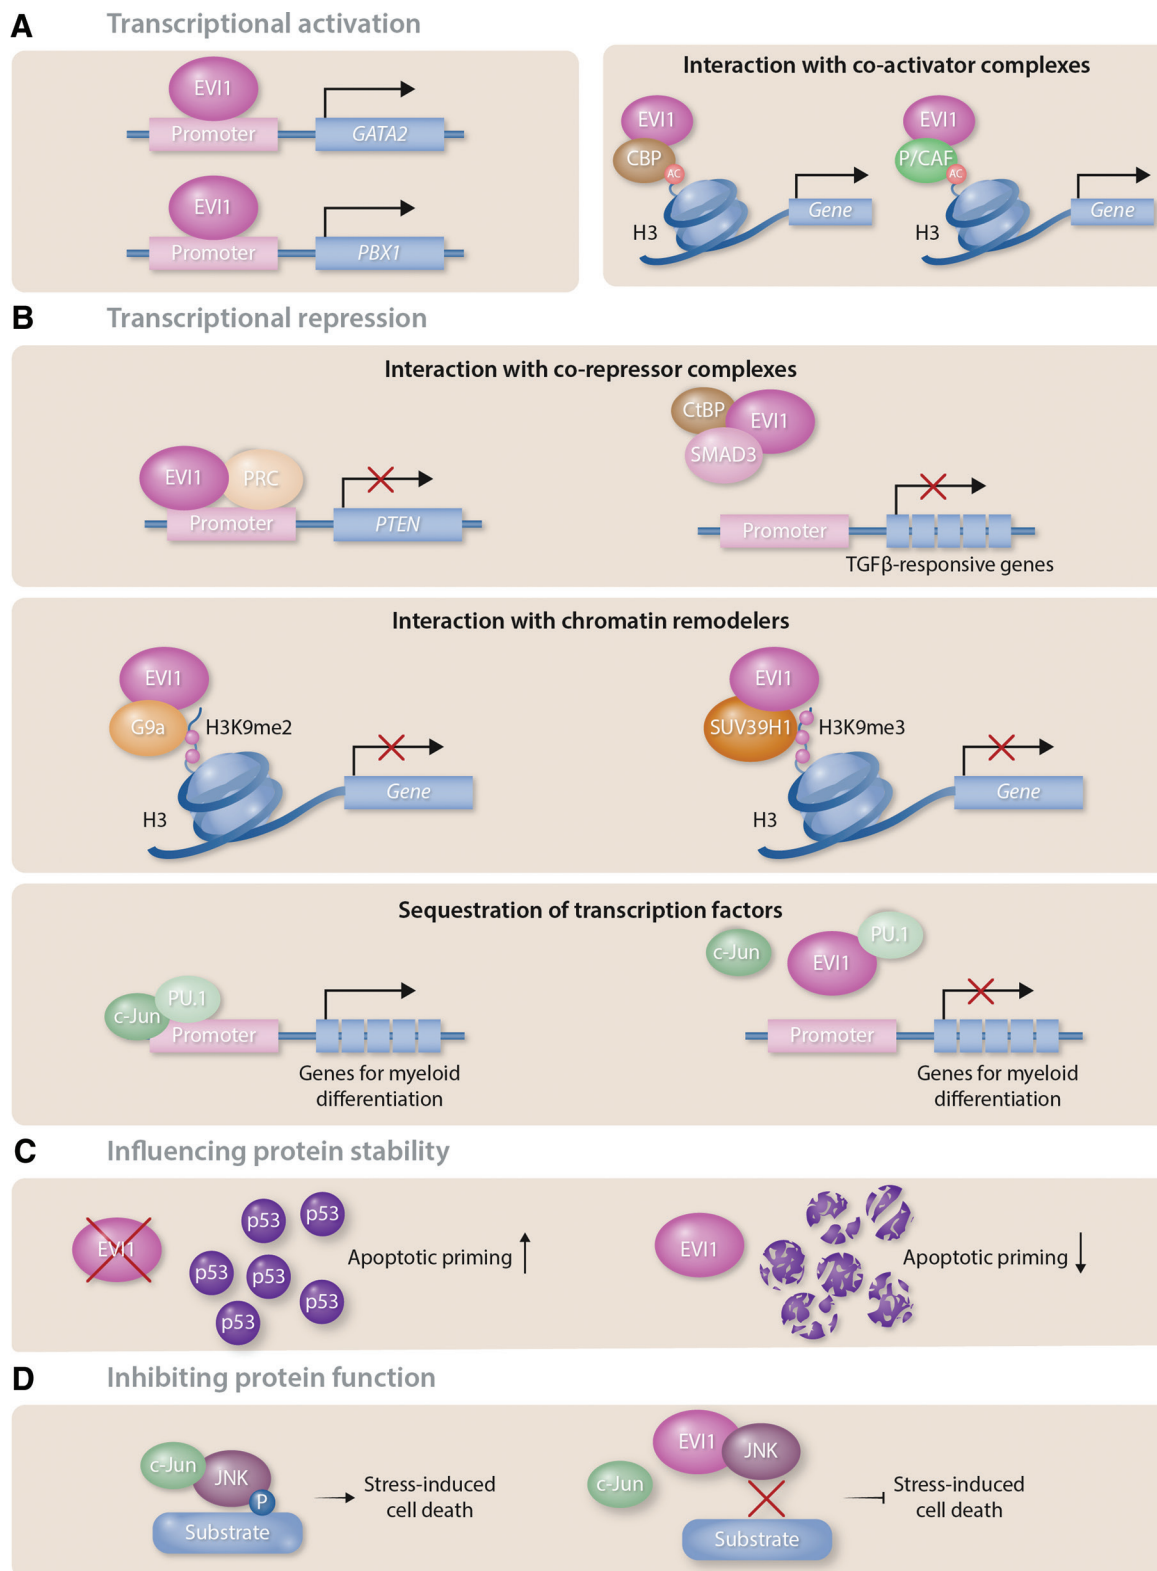 A Transcriptional activation
EVI1
Promoter
GATA2
EVI1
Promoter
PBX1
Interaction with co-activator complexes
EVI1
CBP
AC
H3
Gene
EVI1
P/CAF
AC
H3
Gene
B Transcriptional repression
Interaction with co-repressor complexes
EVI1
PRC
Promoter
PTEN
CtBP
EVI1
SMAD3
Promoter
TGFβ-responsive genes
Interaction with chromatin remodelers
EVI1
G9a
H3K9me2
H3
Gene
EVI1
SUV39H1
H3K9me3
H3
Gene
Sequestration of transcription factors
PU.1
c-Jun
Promoter
Genes for myeloid
differentiation
c-Jun
EVI1
PU.1
Promoter
Genes for myeloid
differentiation
C Influencing protein stability
EVI1
p53
p53
p53
p53
p53
p53
Apoptotic priming
EVI1
Apoptotic priming
D Inhibiting protein function
c-Jun
JNK
P
Substrate
Stress-induced
cell death
EVI1
JNK
c-Jun
Substrate
Stress-induced
cell death